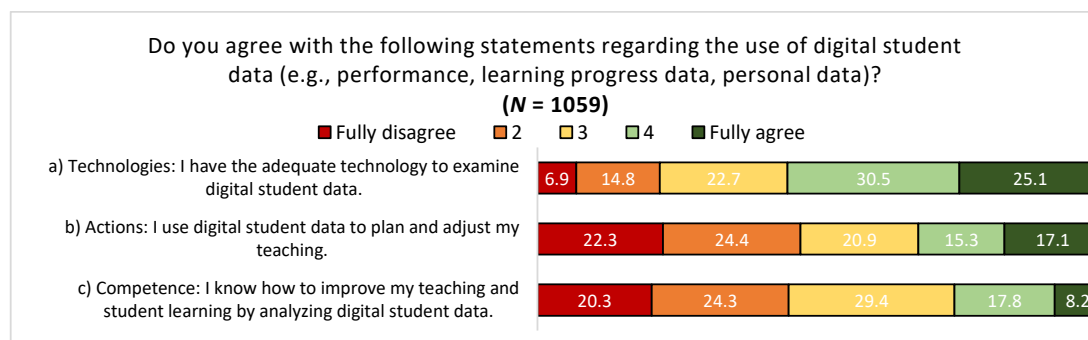 Do you agree with the following statements regarding the use of digital student
data (e.g., performance, learning progress data, personal data)?
(N = 1059)
Fully disagree 2 3 4 Fully agree
a) Technologies: I have the adequate technology to examine
digital student data.
6.9 14.8 22.7 30.5 25.1
b) Actions: I use digital student data to plan and adjust my
teaching.
22.3 24.4 20.9 15.3 17.1
c) Competence: I know how to improve my teaching and
student learning by analyzing digital student data.
20.3 24.3 29.4 17.8 8.2